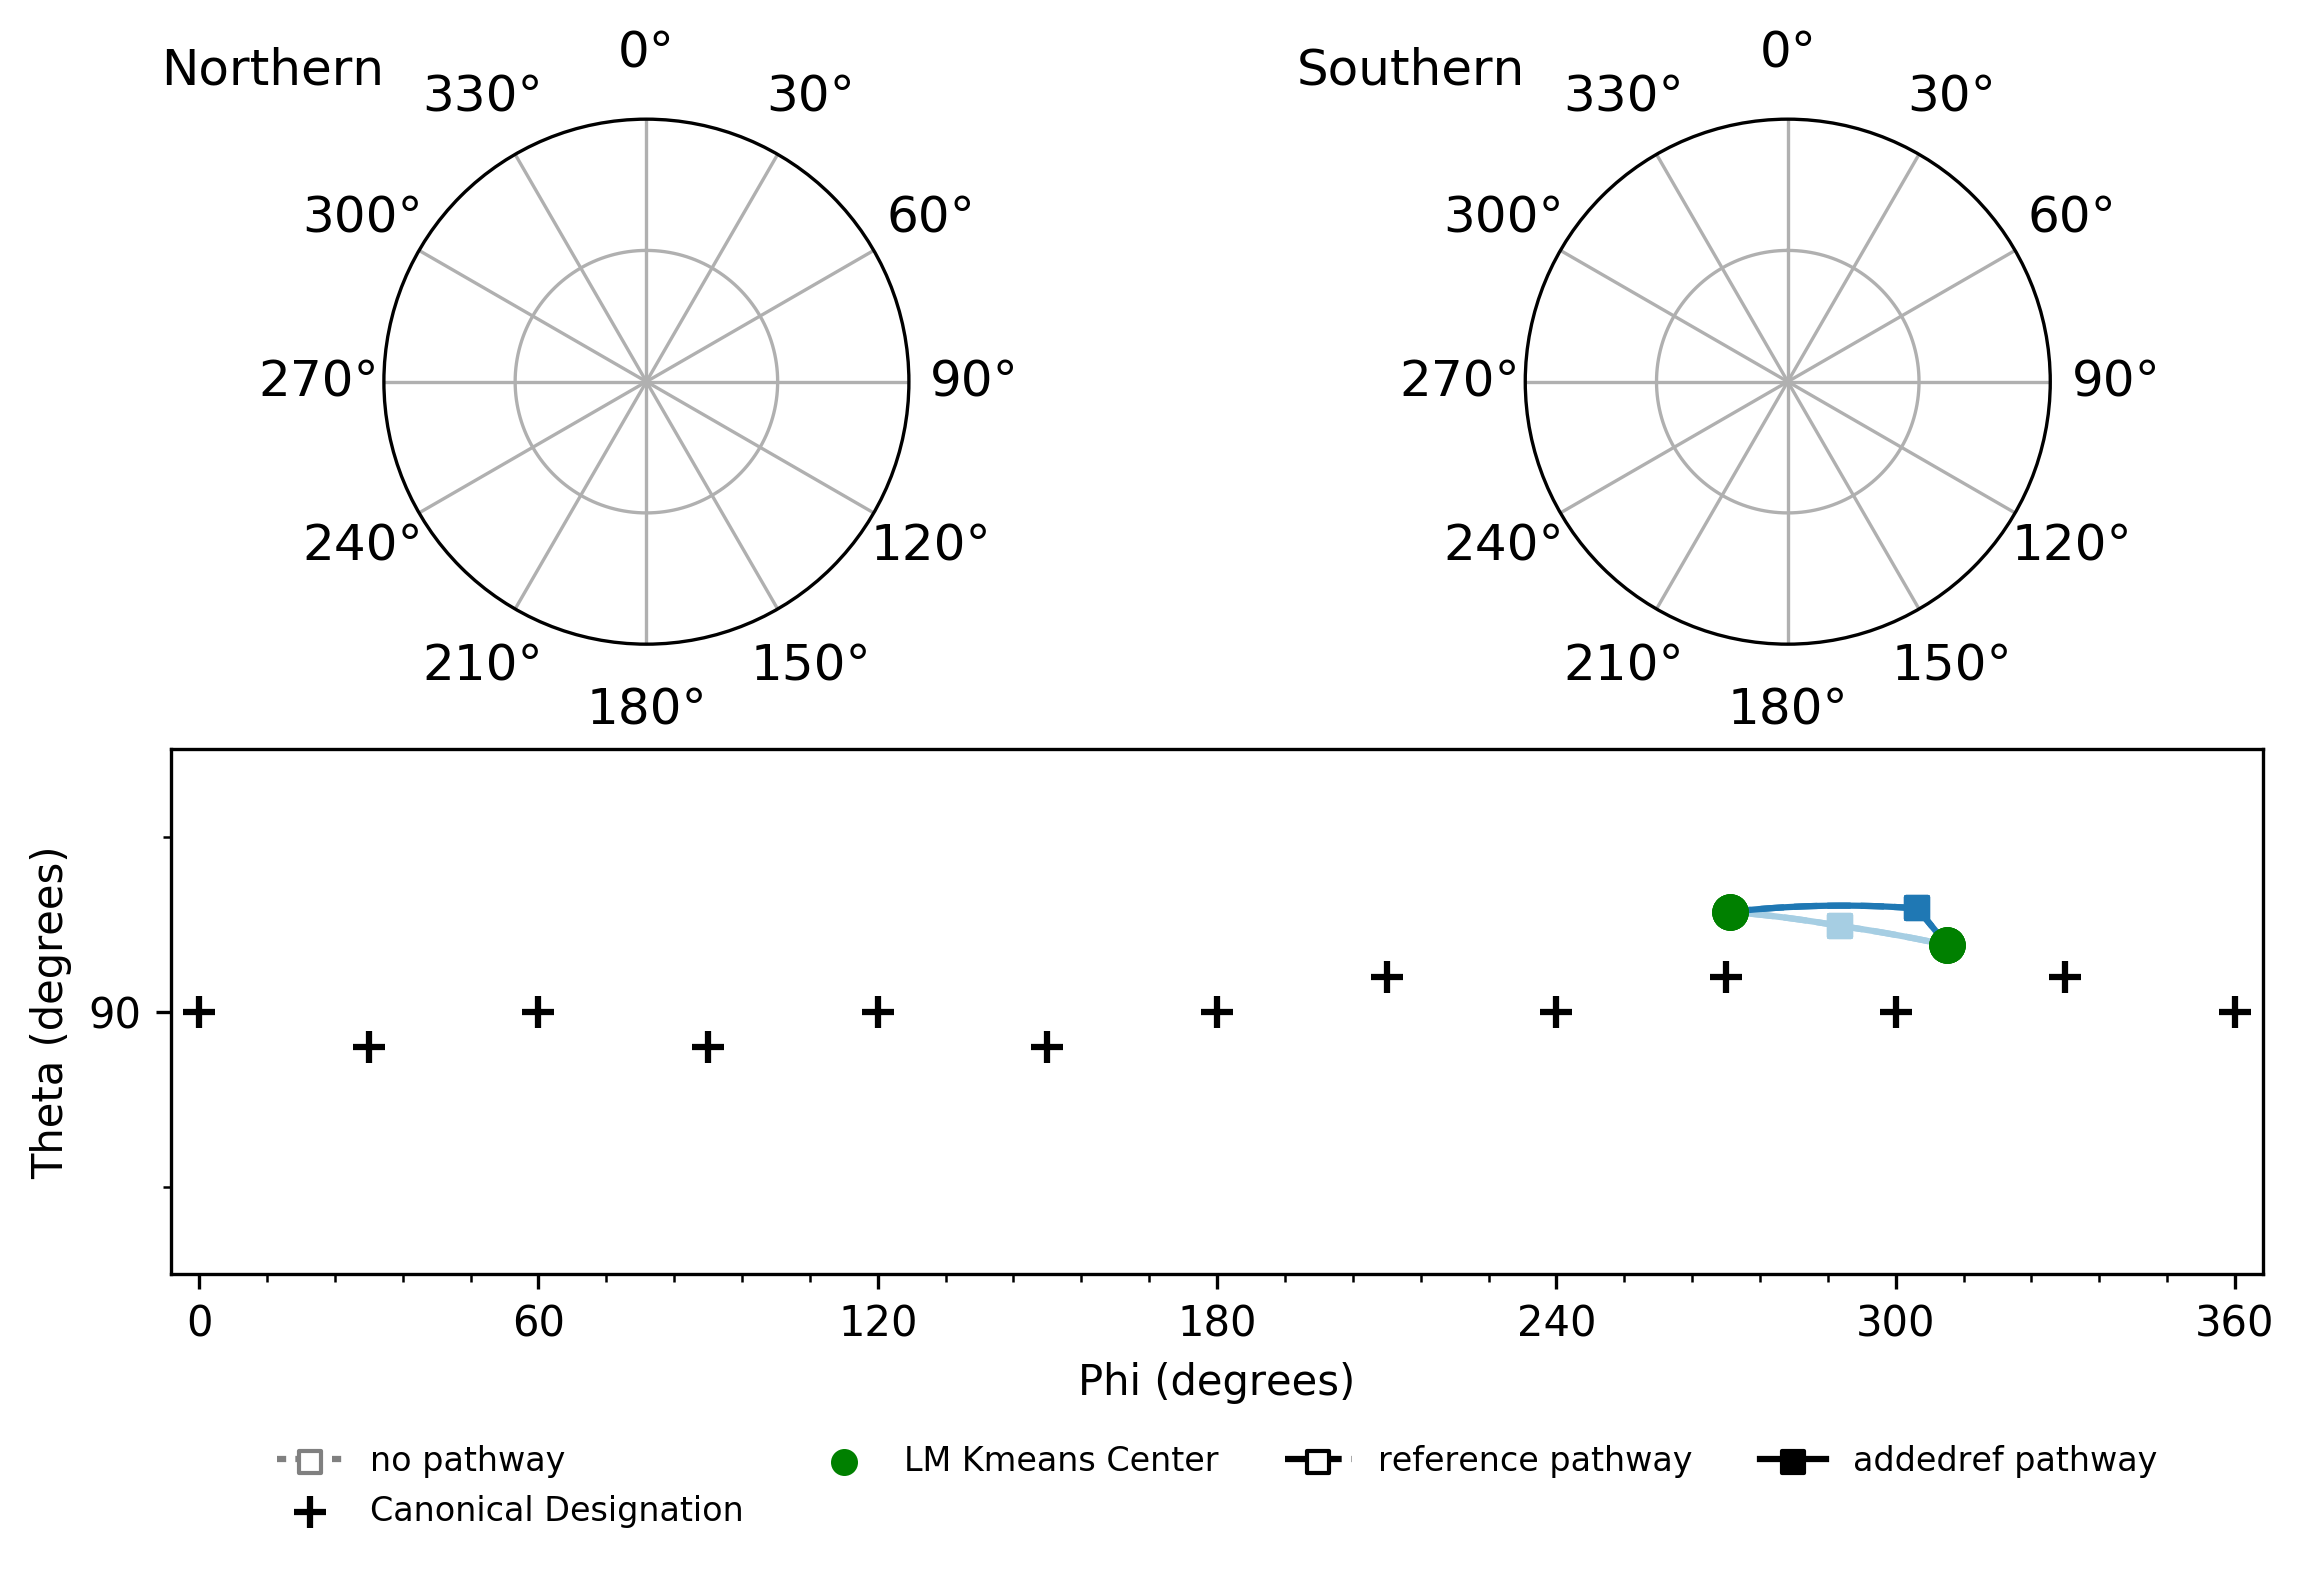 Northern
0°
30°
60°
90°
120°
150°
180°
210°
240°
270°
300°
330°
Southern
0°
30°
60°
90°
120°
150°
180°
210°
240°
270°
300°
330°
Theta (degrees)
90
0 60 120 180 240 300 360
Phi (degrees)
no pathway
Canonical Designation
LM Kmeans Center
reference pathway
addedref pathway